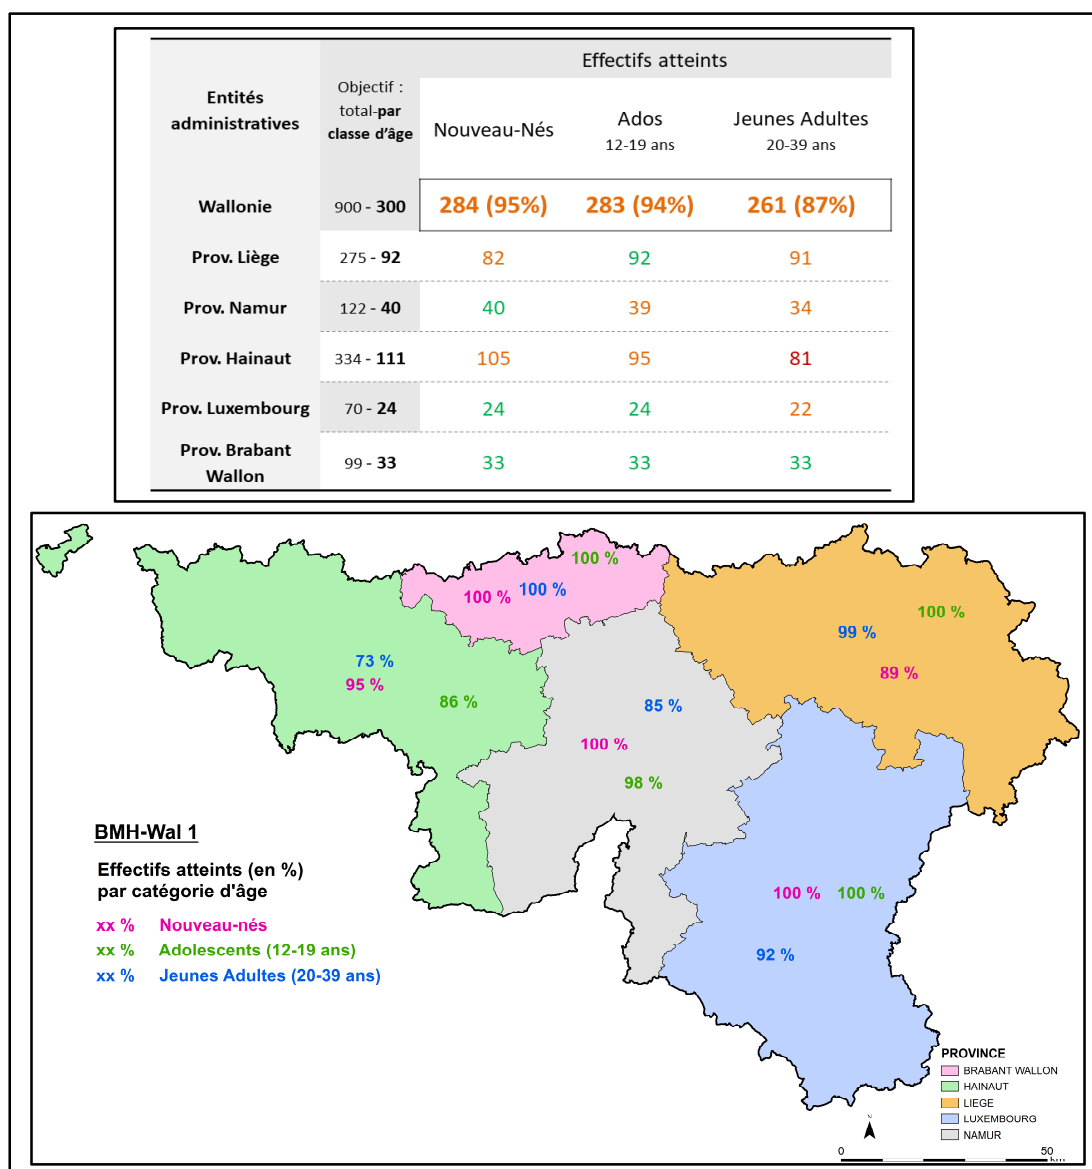 Entités administratives
Objectif : total-par classe d'âge
Effectifs atteints
Nouveau-Nés
Ados 12-19 ans
Jeunes Adultes 20-39 ans
Wallonie 900 - 300 284 (95%) 283 (94%) 261 (87%)
Prov. Liège 275 - 92 82 92 91
Prov. Namur 122 - 40 40 39 34
Prov. Hainaut 334 - 111 105 95 81
Prov. Luxembourg 70 - 24 24 24 22
Prov. Brabant Wallon 99 - 33 33 33 33
100 %
100 % 100 %
100 %
99 %
89 %
73 %
95 %
86 %
85 %
100 %
98 %
100 % 100 %
92 %
BMH-Wal 1
Effectifs atteints (en %)
par catégorie d'âge
xx % Nouveau-nés
xx % Adolescents (12-19 ans)
xx % Jeunes Adultes (20-39 ans)
PROVINCE
BRABANT WALLON
HAINAUT
LIEGE
LUXEMBOURG
NAMUR
N
0 50
Km